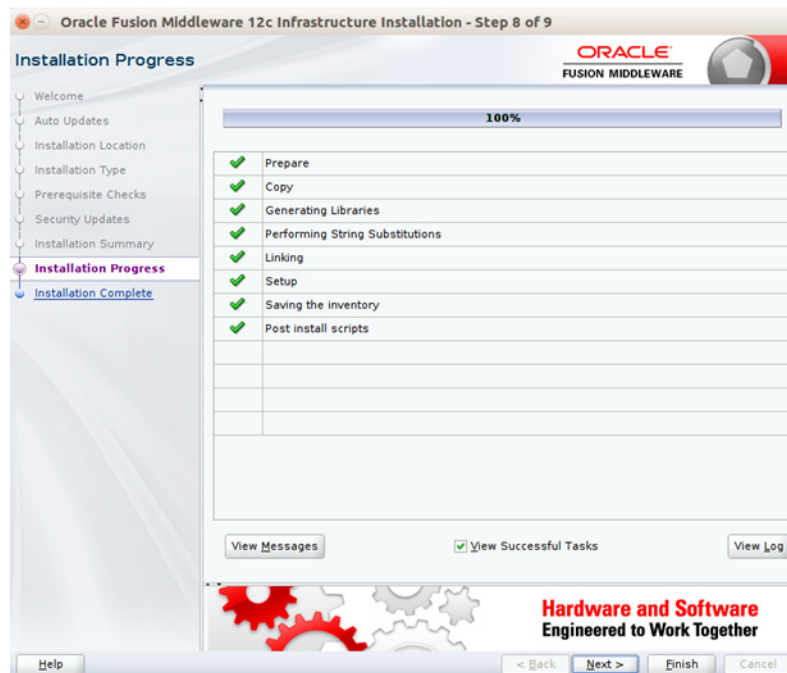 Oracle Fusion Middleware 12c Infrastructure Installation - Step 8 of 9
Installation Progress
ORACLE
FUSION MIDDLEWARE
Welcome
Auto Updates
Installation Location
Installation Type
Prerequisite Checks
Security Updates
Installation Summary
Installation Progress
Installation Complete
100%
Prepare
Copy
Generating Libraries
Performing String Substitutions
Linking
Setup
Saving the inventory
Post install scripts
View Messages
View Successful Tasks
View Log
Hardware and Software
Engineered to Work Together
Help
< Back
Next >
Finish
Cancel